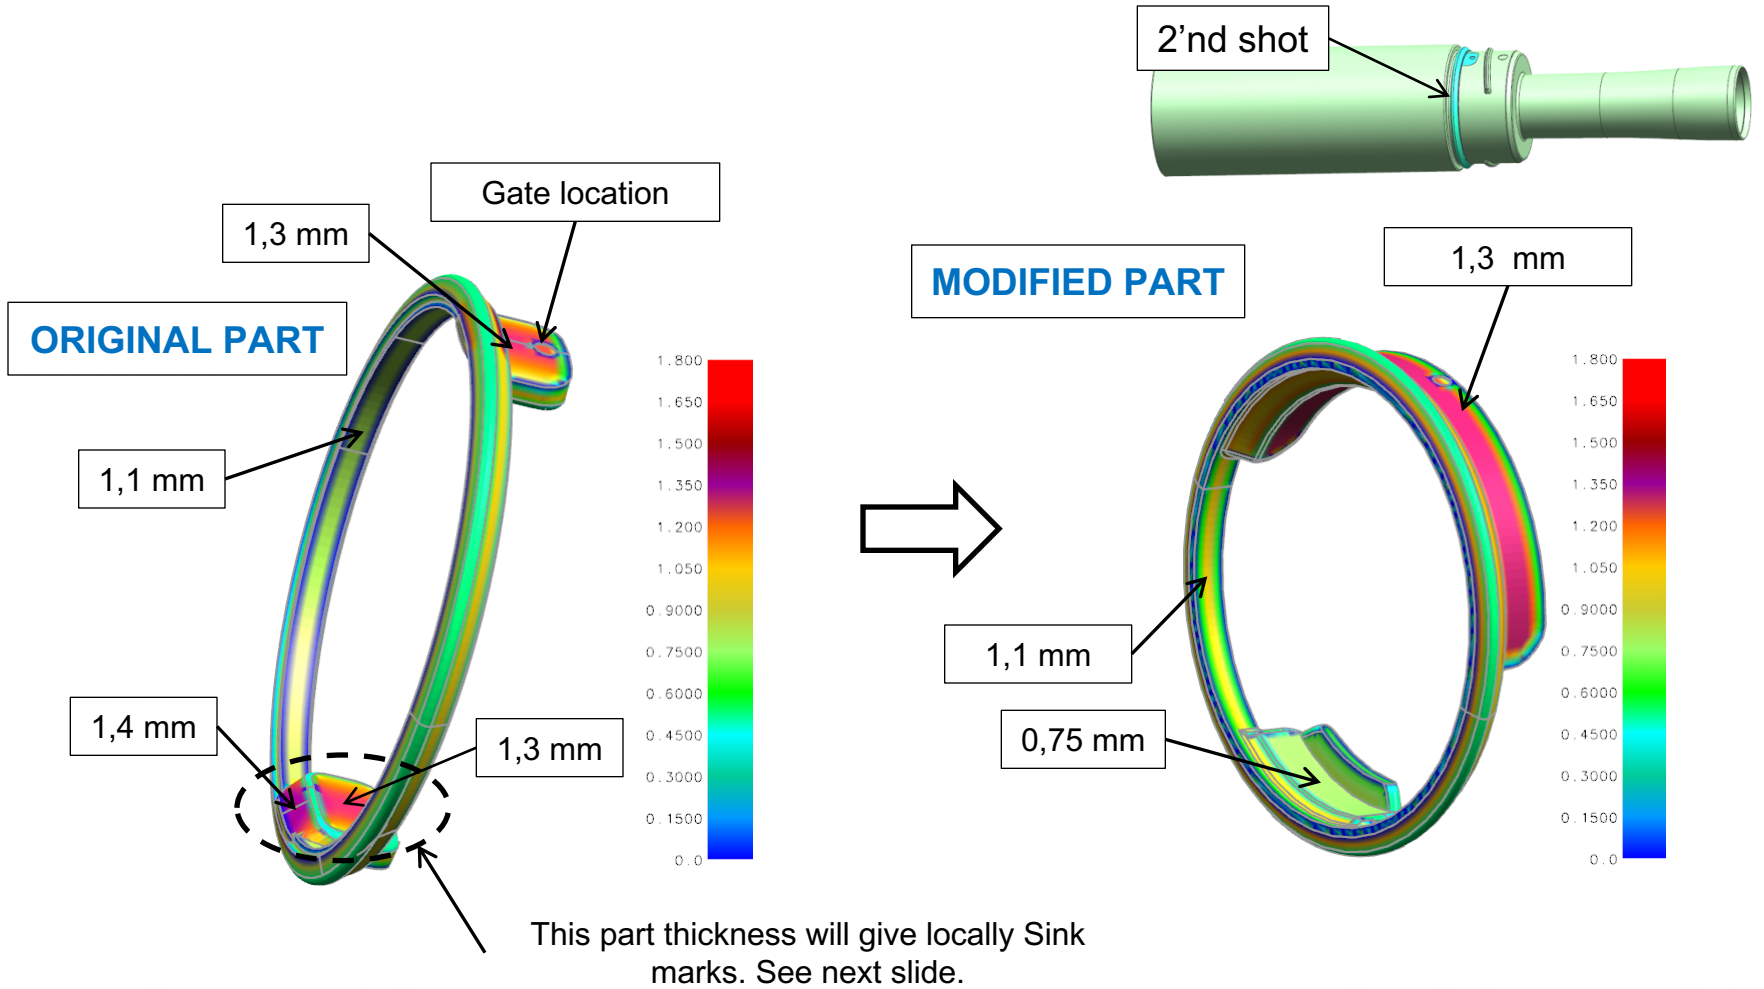 2’nd shot
Gate location
1,3 mm
ORIGINAL PART
1,1 mm
1,4 mm
1,3 mm
1.800
1.650
1.500
1.350
1.200
1.050
0.9000
0.7500
0.6000
0.4500
0.3000
0.1500
0.0
This part thickness will give locally Sink
marks. See next slide.
MODIFIED PART
1,3 mm
1,1 mm
0,75 mm
1.800
1.650
1.500
1.350
1.200
1.050
0.9000
0.7500
0.6000
0.4500
0.3000
0.1500
0.0